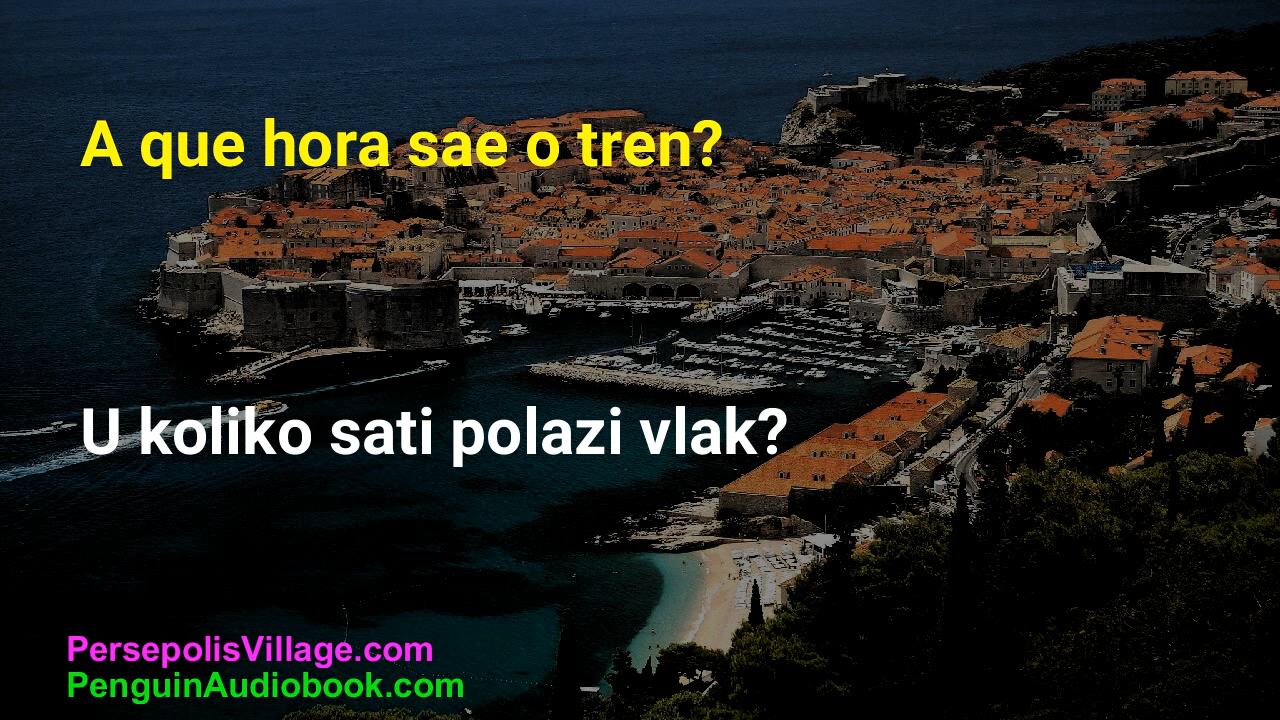 A que hora sae o tren?
U koliko sati polazi vlak?
PersepolisVillage.com
PenguinAudiobook.com